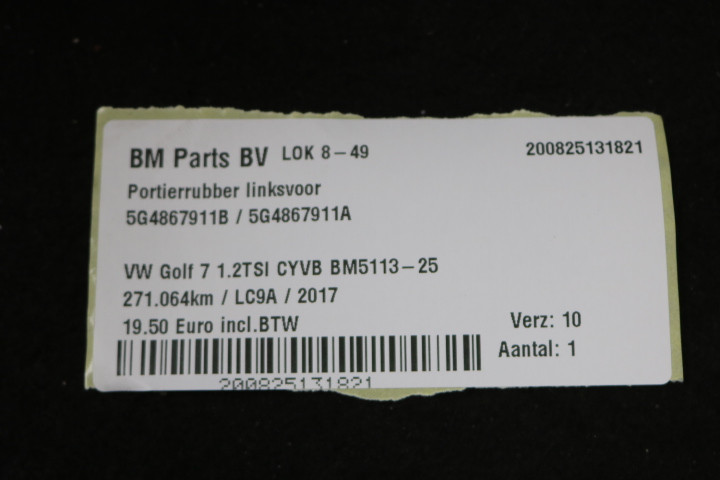 BM Parts BV LOK 8-49 200825131821
Portierrubber linksvoor
5G4867911B / 5G4867911A
VW Golf 7 1.2TSI CYVB BM5113-25
271.064km / LC9A / 2017
19.50 Euro incl.BTW Verz: 10
Aantal: 1
200825131821